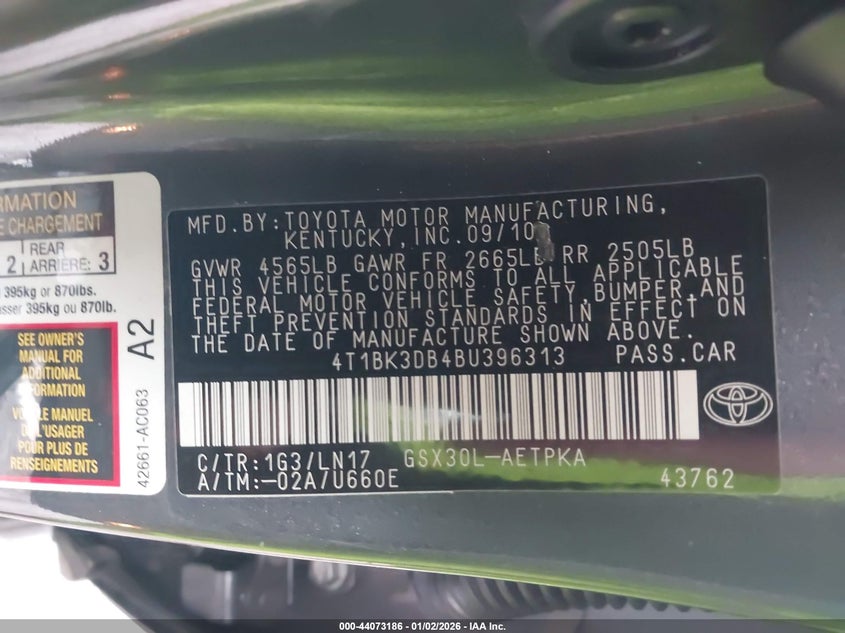 RMATION
E CHARGEMENT
2 REAR ARRIÈRE: 3
395kg or 870lbs.
asser 395kg ou 870lb.
SEE OWNER'S
MANUAL FOR
ADDITIONAL
INFORMATION
LE MANUEL
L'USAGER
POUR PLUS DE
RENSEIGNEMENTS
42661-AC063
A2
MFD.BY:TOYOTA MOTOR MANUFACTURING,
KENTUCKY,INC.09/10
GVWR 4565LB GAWR FR 2665LB RR 2505LB
THIS VEHICLE CONFORMS TO ALL APPLICABLE
FEDERAL MOTOR VEHICLE SAFETY,BUMPER,AND
THEFT PREVENTION STANDARDS IN EFFECT ON
THE DATE OF MANUFACTURE SHOWN ABOVE.
4T1BK3DB4BU396313 PASS.CAR
C/TR:1G3/LN17 GSX30L-AETPKA
A/TM:-02A/U660E 43762
000-44073186 - 01/02/2026 - IAA Inc.